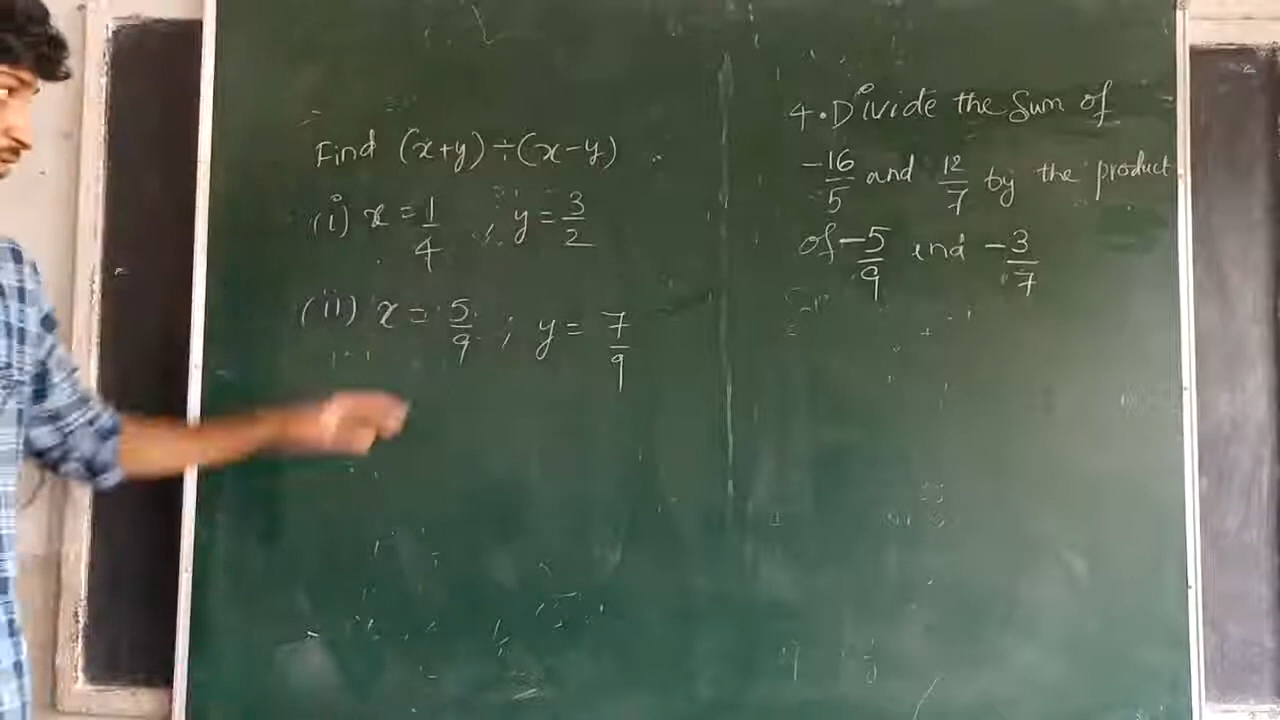 Find (x+y)÷(x-y)
(i) x = 1/4 ; y = 3/2
(ii) x = 5/9 ; y = 7/9
4. Divide the Sum of
-16/5 and 12/7 by the product
of -5/9 and -3/7